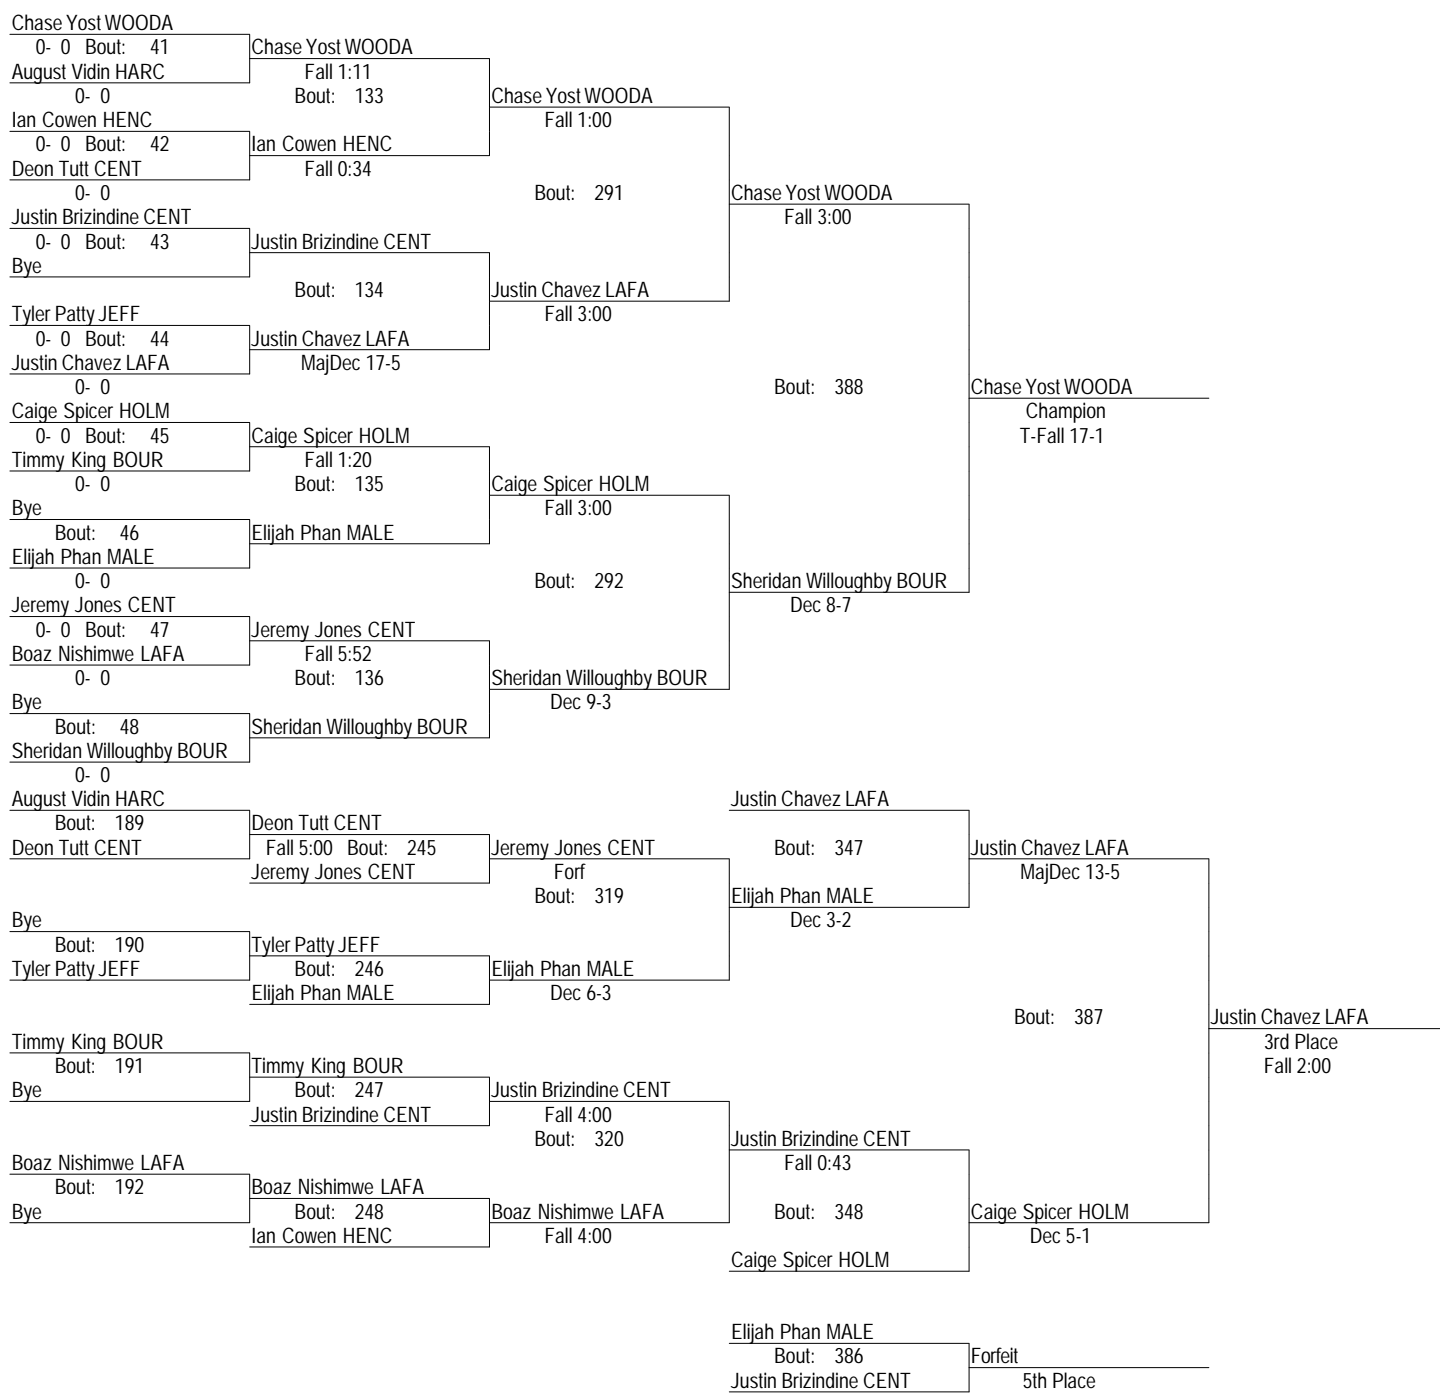 Chase Yost WOODA
0- 0 Bout: 41 Chase Yost WOODA
August Vidin HARC Fall 1:11
0- 0 Bout: 133 Chase Yost WOODA
Ian Cowen HENC Fall 1:00
0- 0 Bout: 42 Ian Cowen HENC
Deon Tutt CENT Fall 0:34
0- 0 Bout: 291 Chase Yost WOODA
Justin Brizindine CENT Fall 3:00
0- 0 Bout: 43 Justin Brizindine CENT
Bye
Bout: 134 Justin Chavez LAFA
Tyler Patty JEFF Fall 3:00
0- 0 Bout: 44 Justin Chavez LAFA
Justin Chavez LAFA MajDec 17-5
0- 0 Bout: 388 Chase Yost WOODA
Caige Spicer HOLM Champion
0- 0 Bout: 45 Caige Spicer HOLM T-Fall 17-1
Timmy King BOUR Fall 1:20
0- 0 Bout: 135 Caige Spicer HOLM
Bye Fall 3:00
Bout: 46 Elijah Phan MALE
Elijah Phan MALE
0- 0 Bout: 292 Sheridan Willoughby BOUR
Jeremy Jones CENT Dec 8-7
0- 0 Bout: 47 Jeremy Jones CENT
Boaz Nishimwe LAFA Fall 5:52
0- 0 Bout: 136 Sheridan Willoughby BOUR
Bye Dec 9-3
Bout: 48 Sheridan Willoughby BOUR
Sheridan Willoughby BOUR
0- 0
August Vidin HARC Justin Chavez LAFA
Bout: 189 Deon Tutt CENT
Deon Tutt CENT Fall 5:00 Bout: 245 Jeremy Jones CENT Bout: 347 Justin Chavez LAFA
Jeremy Jones CENT Forf MajDec 13-5
Bout: 319 Elijah Phan MALE
Bye Dec 3-2
Bout: 190 Tyler Patty JEFF
Tyler Patty JEFF Bout: 246 Elijah Phan MALE
Elijah Phan MALE Dec 6-3
Bout: 387 Justin Chavez LAFA
Timmy King BOUR 3rd Place
Bout: 191 Timmy King BOUR Fall 2:00
Bye Bout: 247 Justin Brizindine CENT
Justin Brizindine CENT Fall 4:00
Bout: 320 Justin Brizindine CENT
Boaz Nishimwe LAFA Fall 0:43
Bout: 192 Boaz Nishimwe LAFA
Bye Bout: 248 Boaz Nishimwe LAFA Bout: 348 Caige Spicer HOLM
Ian Cowen HENC Fall 4:00 Dec 5-1
Caige Spicer HOLM
Elijah Phan MALE
Bout: 386 Forfeit
Justin Brizindine CENT 5th Place